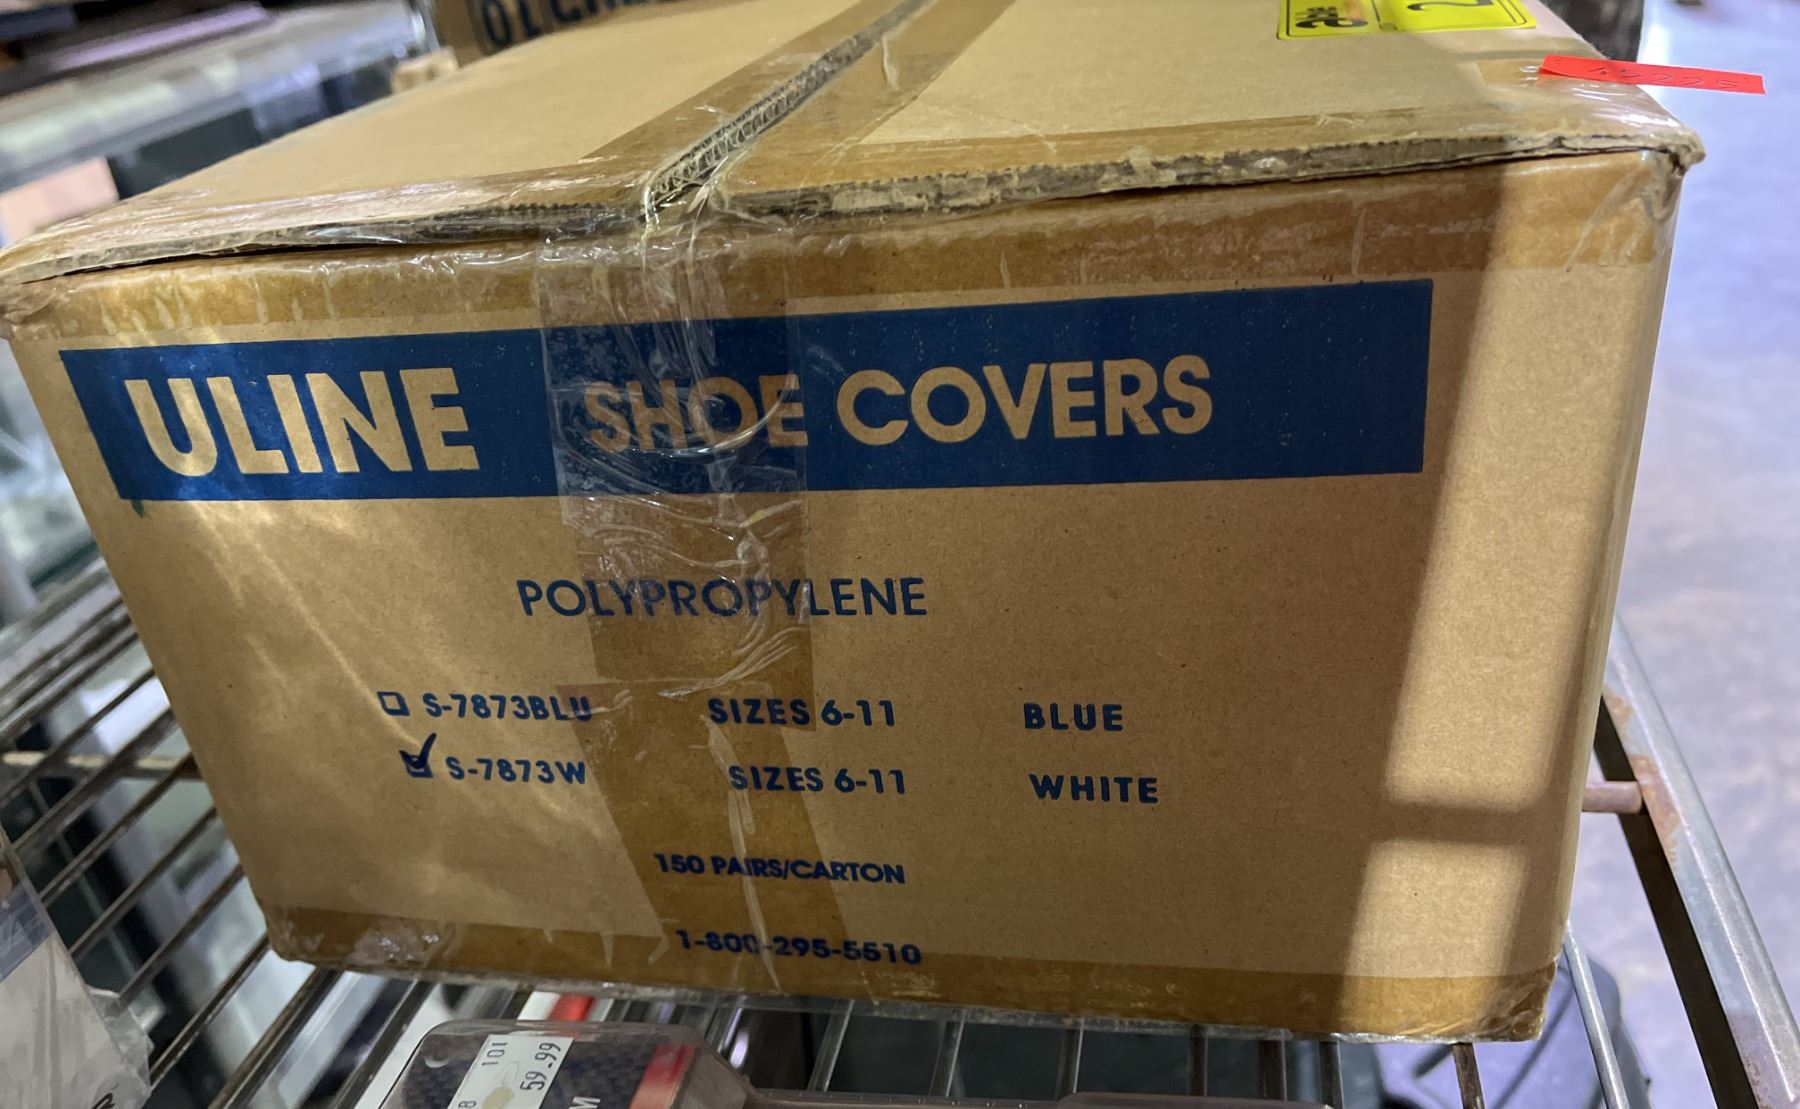 ULINE SHOE COVERS
POLYPROPYLENE
S-7873BLU SIZES 6-11 BLUE
S-7873W SIZES 6-11 WHITE
150 PAIRS/CARTON
1-800-295-5510
101
59.99